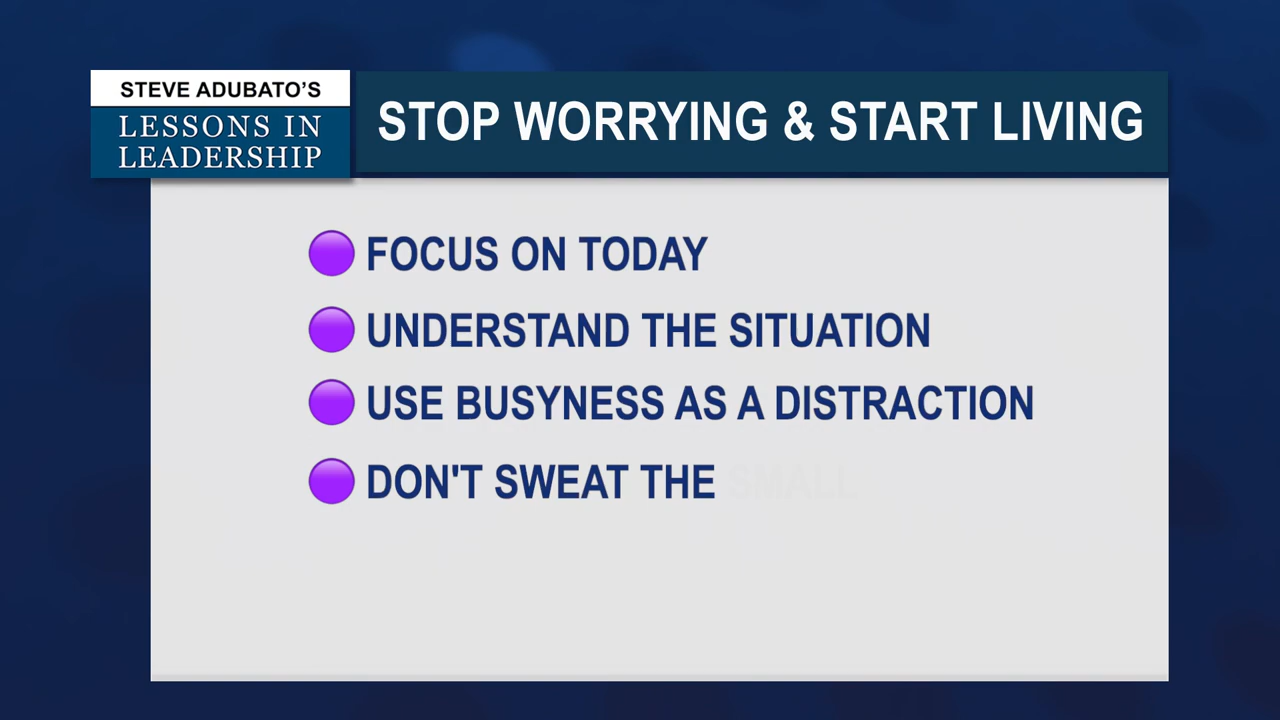 STEVE ADUBATO'S
LESSONS IN
LEADERSHIP
STOP WORRYING & START LIVING
FOCUS ON TODAY
UNDERSTAND THE SITUATION
USE BUSYNESS AS A DISTRACTION
DON'T SWEAT THE SMALL